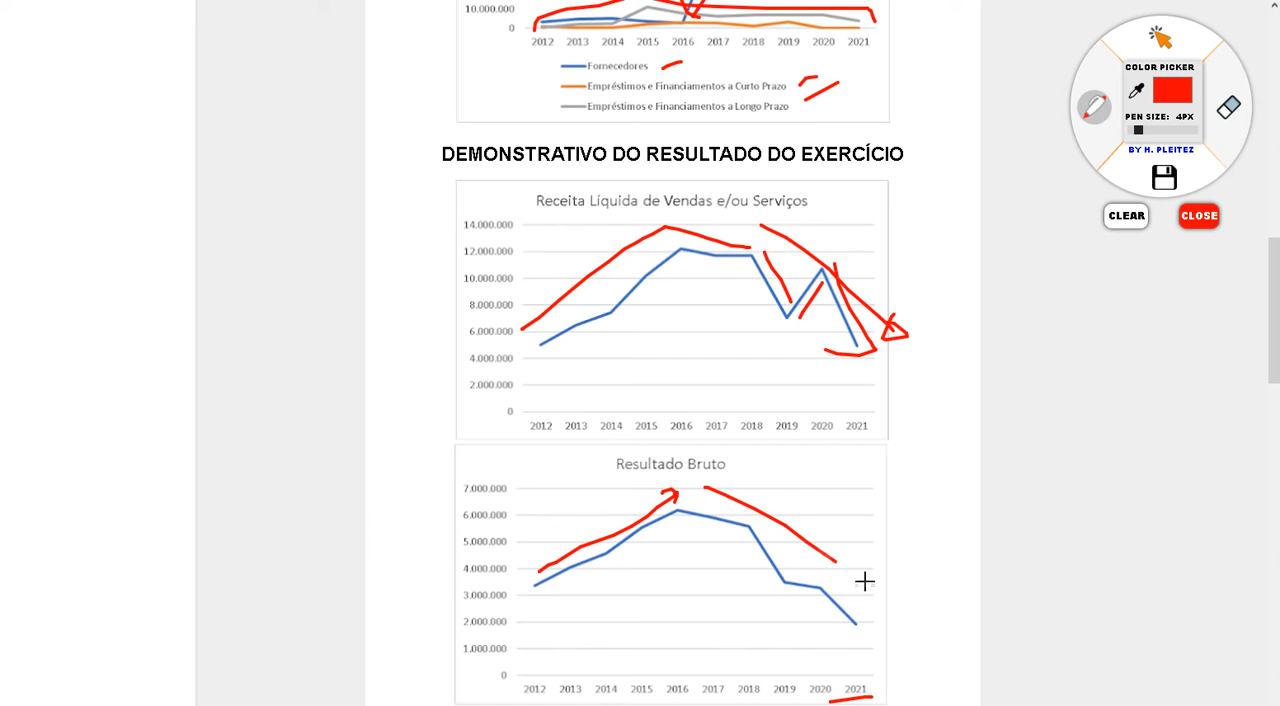 10.000.000
0
2012 2013 2014 2015 2016 2017 2018 2019 2020 2021
Fornecedores
Empréstimos e Financiamentos a Curto Prazo
Empréstimos e Financiamentos a Longo Prazo
DEMONSTRATIVO DO RESULTADO DO EXERCÍCIO
Receita Líquida de Vendas e/ou Serviços
14.000.000
12.000.000
10.000.000
8.000.000
6.000.000
4.000.000
2.000.000
0
2012 2013 2014 2015 2016 2017 2018 2019 2020 2021
Resultado Bruto
7.000.000
6.000.000
5.000.000
4.000.000
3.000.000
2.000.000
1.000.000
0
2012 2013 2014 2015 2016 2017 2018 2019 2020 2021
COLOR PICKER
PEN SIZE: 4PX
BY H. PLEITEZ
CLEAR CLOSE